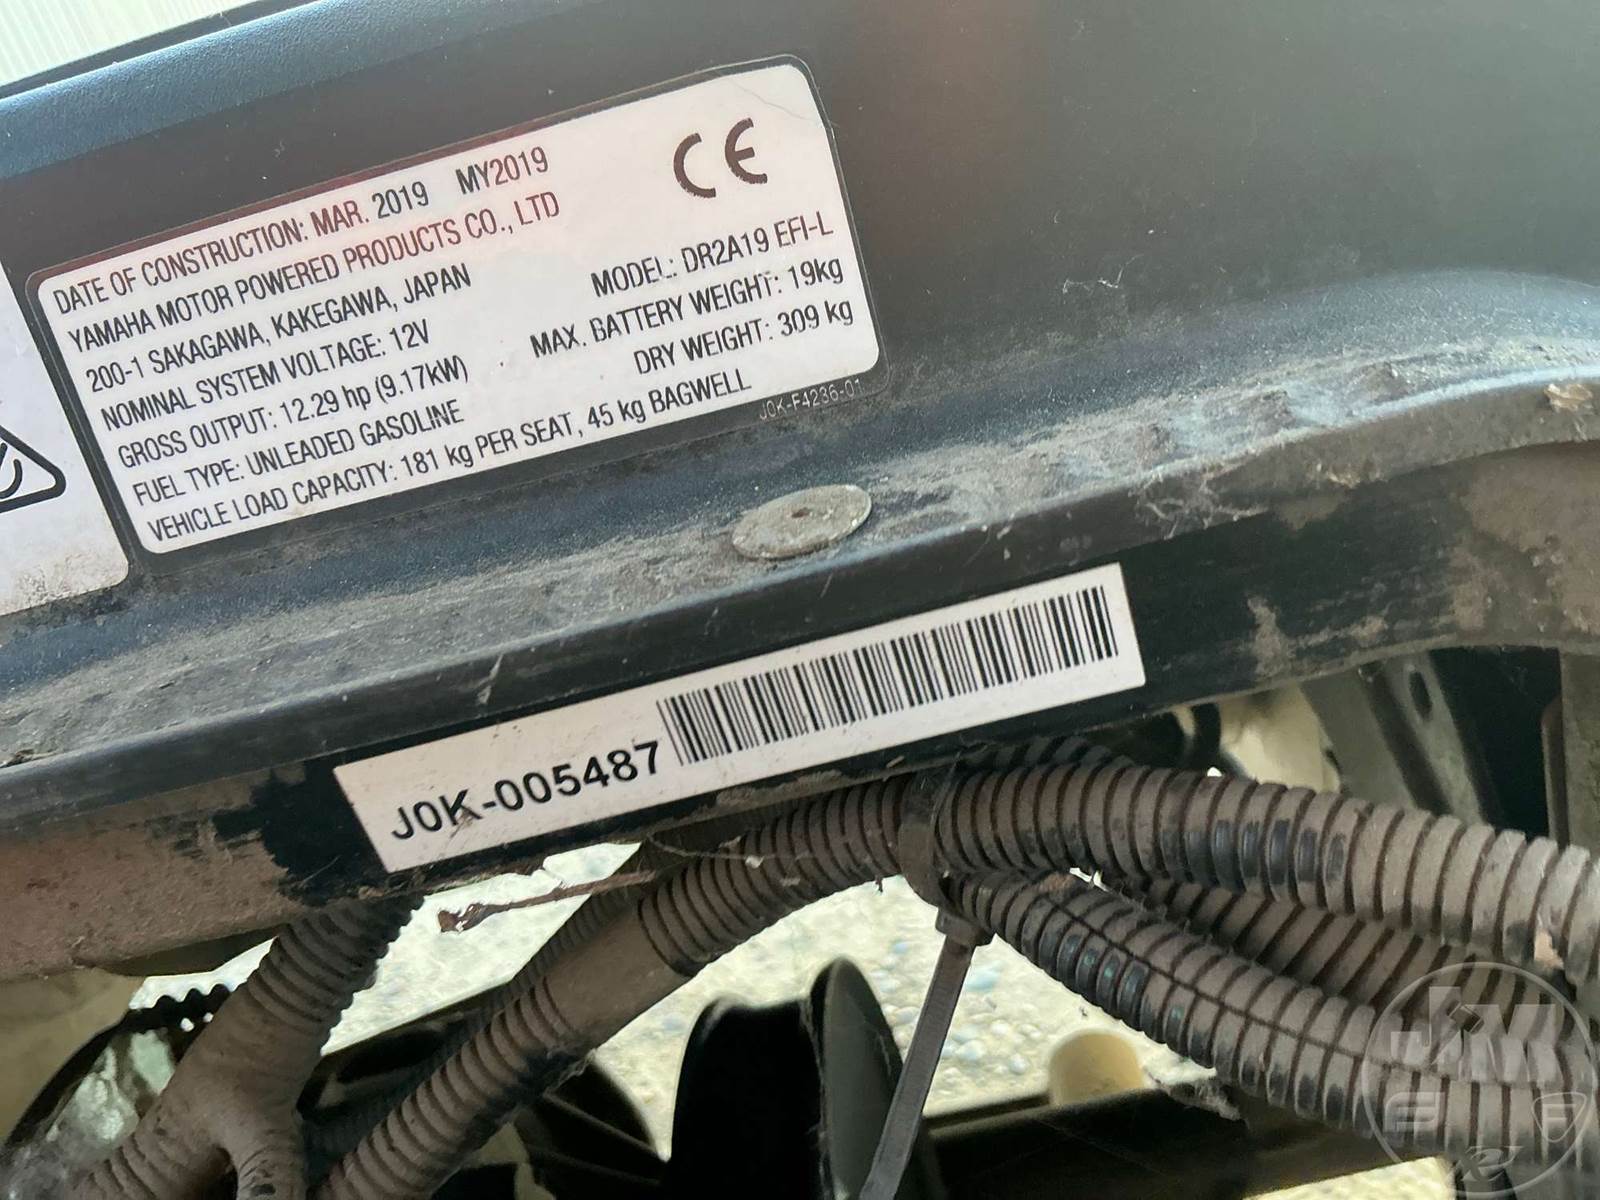 DATE OF CONSTRUCTION: MAR. 2019 MY2019
YAMAHA MOTOR POWERED PRODUCTS CO., LTD
200-1 SAKAGAWA, KAKEGAWA, JAPAN
NOMINAL SYSTEM VOLTAGE: 12V
GROSS OUTPUT: 12.29 hp (9.17kW)
FUEL TYPE: UNLEADED GASOLINE
VEHICLE LOAD CAPACITY: 181 kg PER SEAT, 45 kg BAGWELL
CE
MODEL: DR2A19 EFI-L
MAX. BATTERY WEIGHT: 19kg
DRY WEIGHT: 309 kg
J0K-F4236-01
J0K-005487
JM